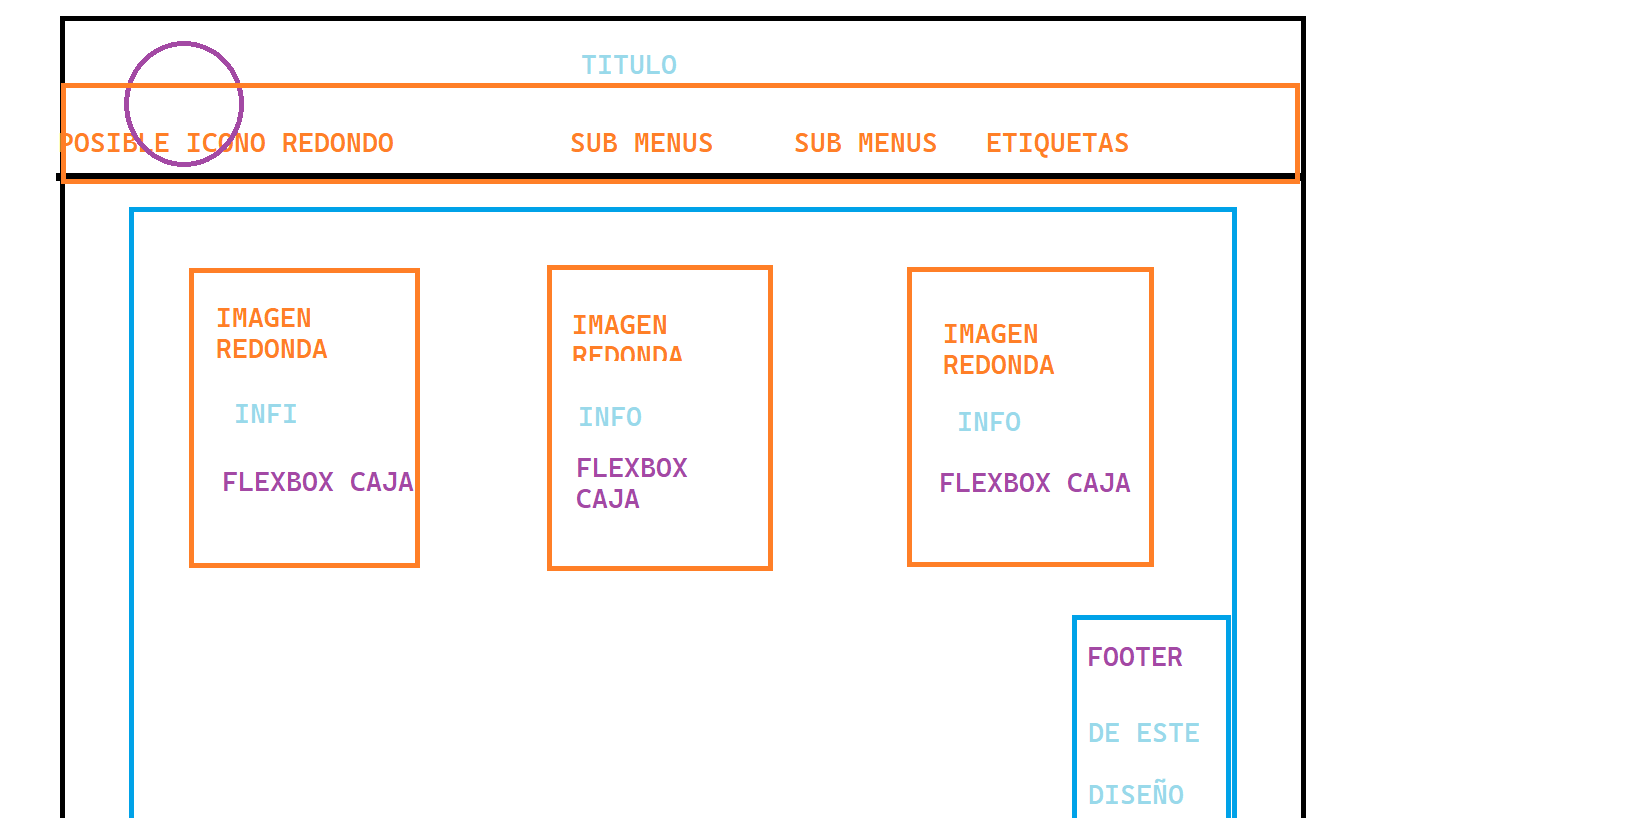 TITULO
POSIBLE ICONO REDONDO SUB MENUS SUB MENUS ETIQUETAS
IMAGEN
REDONDA
INFI
FLEXBOX CAJA
IMAGEN
REDONDA
INFO
FLEXBOX
CAJA
IMAGEN
REDONDA
INFO
FLEXBOX CAJA
FOOTER
DE ESTE
DISEÑO